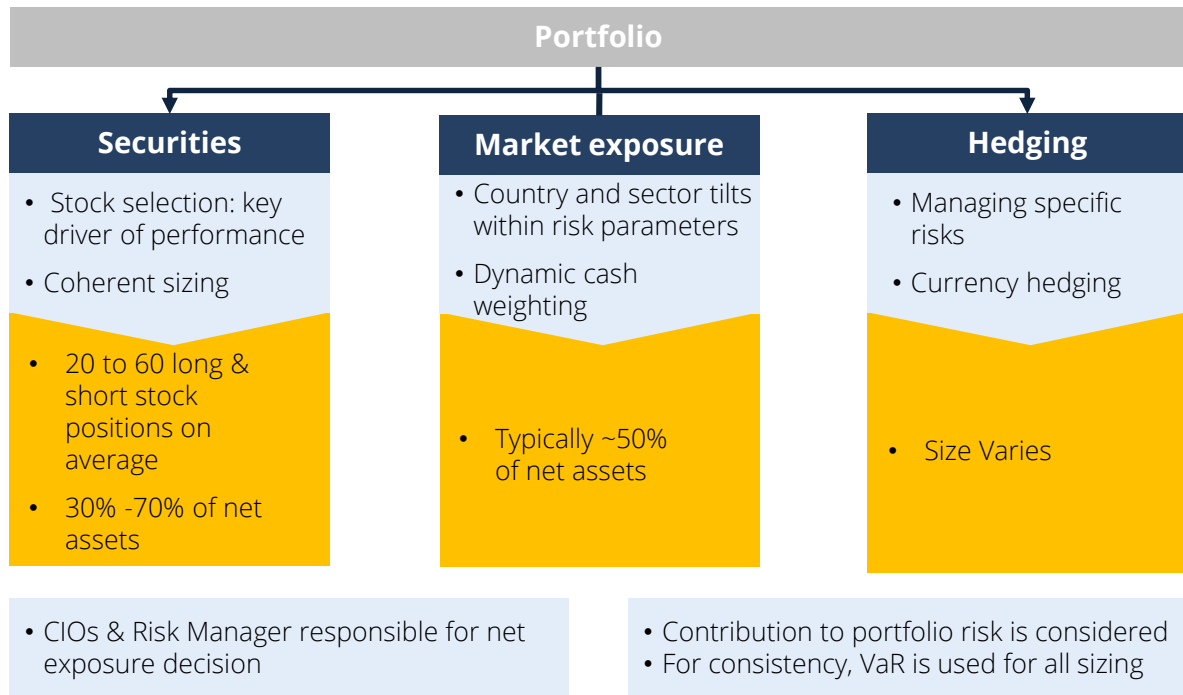 Portfolio
Securities
• Stock selection: key
driver of performance
• Coherent sizing
• 20 to 60 long &
short stock
positions on
average
• 30% -70% of net
assets
Market exposure
• Country and sector tilts
within risk parameters
• Dynamic cash
weighting
• Typically ~50%
of net assets
Hedging
• Managing specific
risks
• Currency hedging
• Size Varies
• CIOs & Risk Manager responsible for net
exposure decision
• Contribution to portfolio risk is considered
• For consistency, VaR is used for all sizing